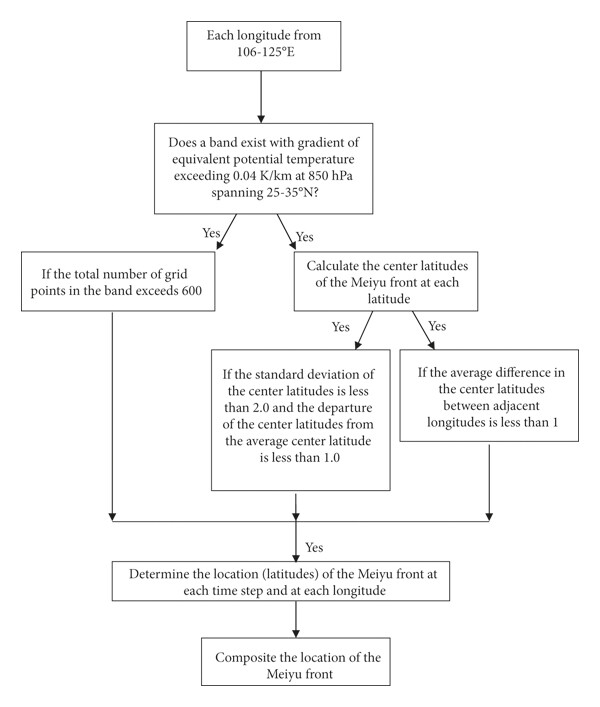 Each longitude from
106-125°E
Does a band exist with gradient of
equivalent potential temperature
exceeding 0.04 K/km at 850 hPa
spanning 25-35°N?
Yes
Yes
If the total number of grid
points in the band exceeds 600
Calculate the center latitudes
of the Meiyu front at each
latitude
Yes
Yes
If the standard deviation of
the center latitudes is less
than 2.0 and the departure
of the center latitudes from
the average center latitude
is less than 1.0
If the average difference in
the center latitudes
between adjacent
longitudes is less than 1
Yes
Determine the location (latitudes) of the Meiyu front at
each time step and at each longitude
Composite the location of the
Meiyu front